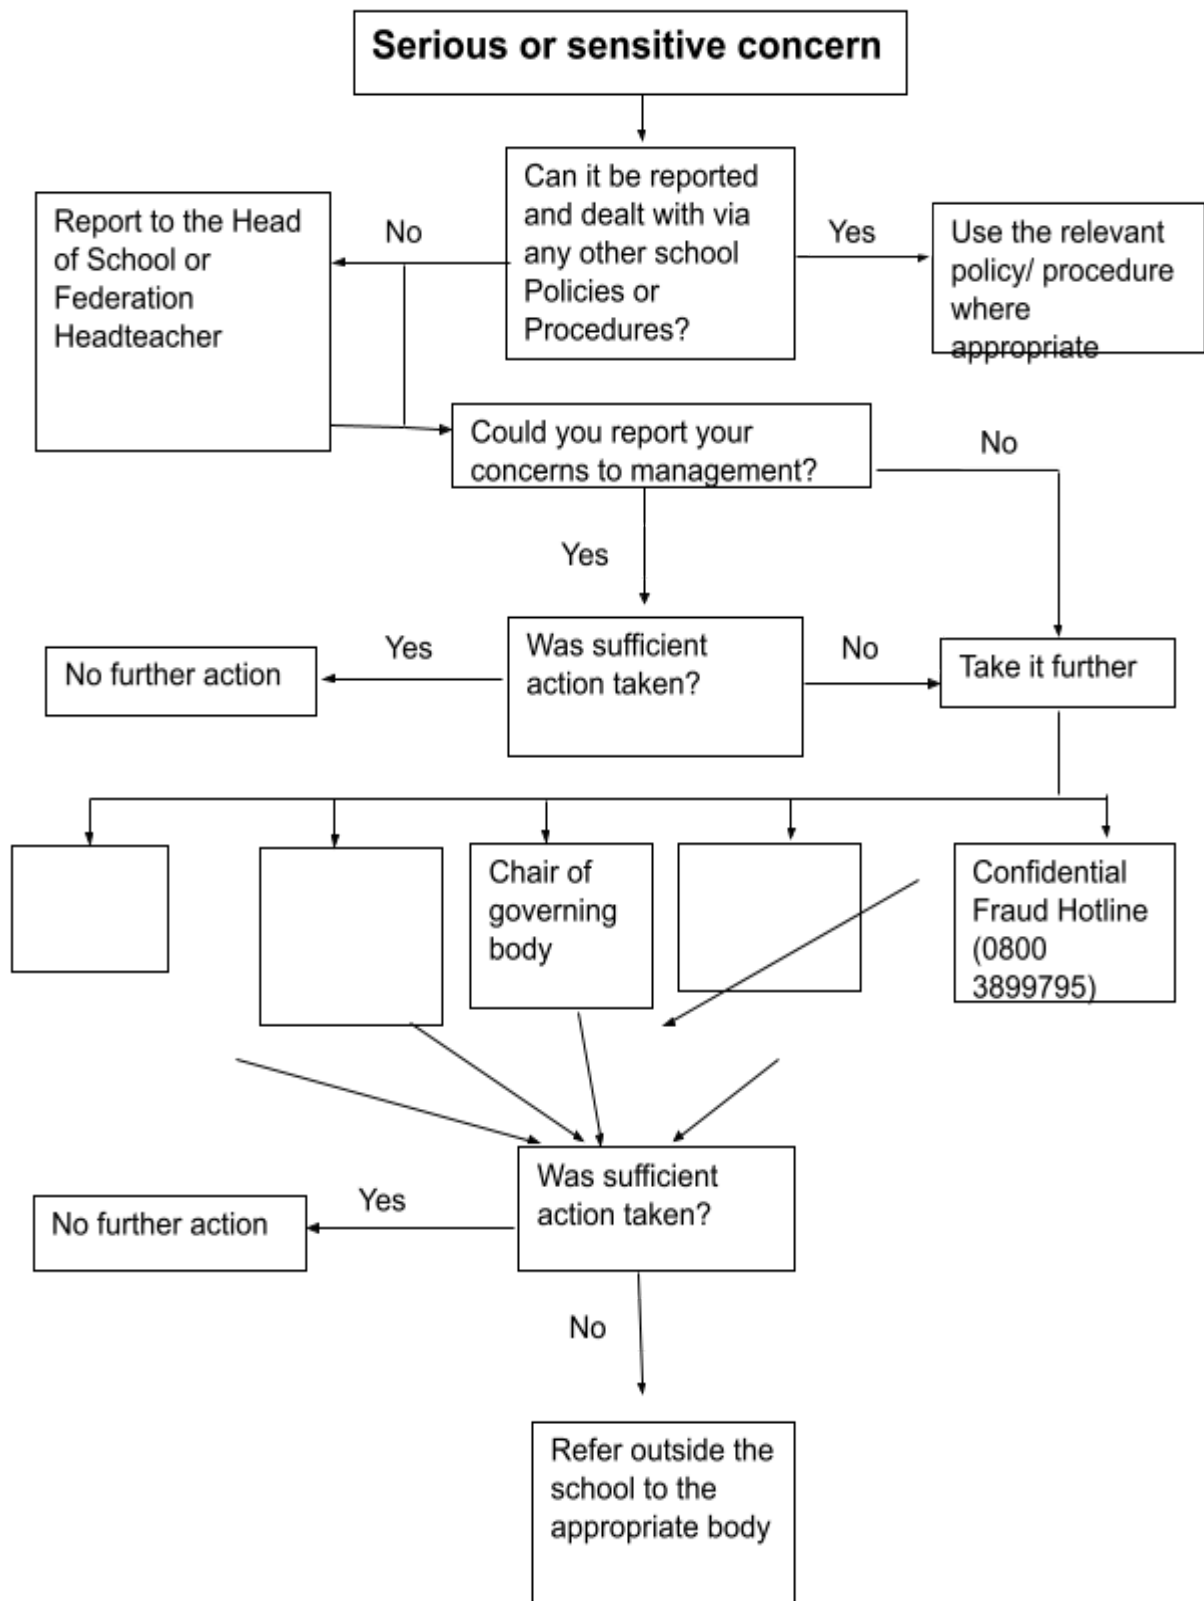 Serious or sensitive concern
Can it be reported
and dealt with via
any other school
Policies or
Procedures?
Report to the Head
of School or
Federation
Headteacher
No
Yes
Use the relevant
policy/ procedure
where
appropriate
Could you report your
concerns to management?
No
Yes
Was sufficient
action taken?
Yes
No further action
No
Take it further
Chair of
governing
body
Confidential
Fraud Hotline
(0800
3899795)
Was sufficient
action taken?
Yes
No further action
No
Refer outside the
school to the
appropriate body